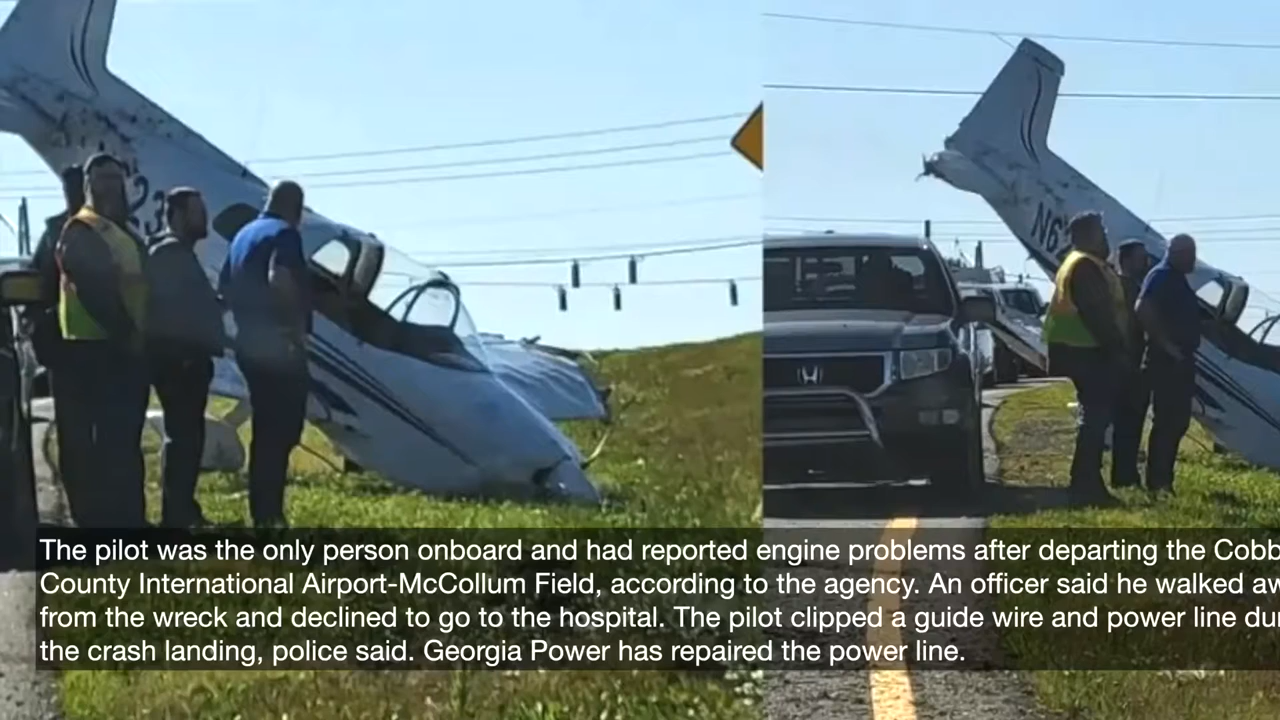 23
N6
The pilot was the only person onboard and had reported engine problems after departing the Cobb
County International Airport-McCollum Field, according to the agency. An officer said he walked
from the wreck and declined to go to the hospital. The pilot clipped a guide wire and power line
the crash landing, police said. Georgia Power has repaired the power line.